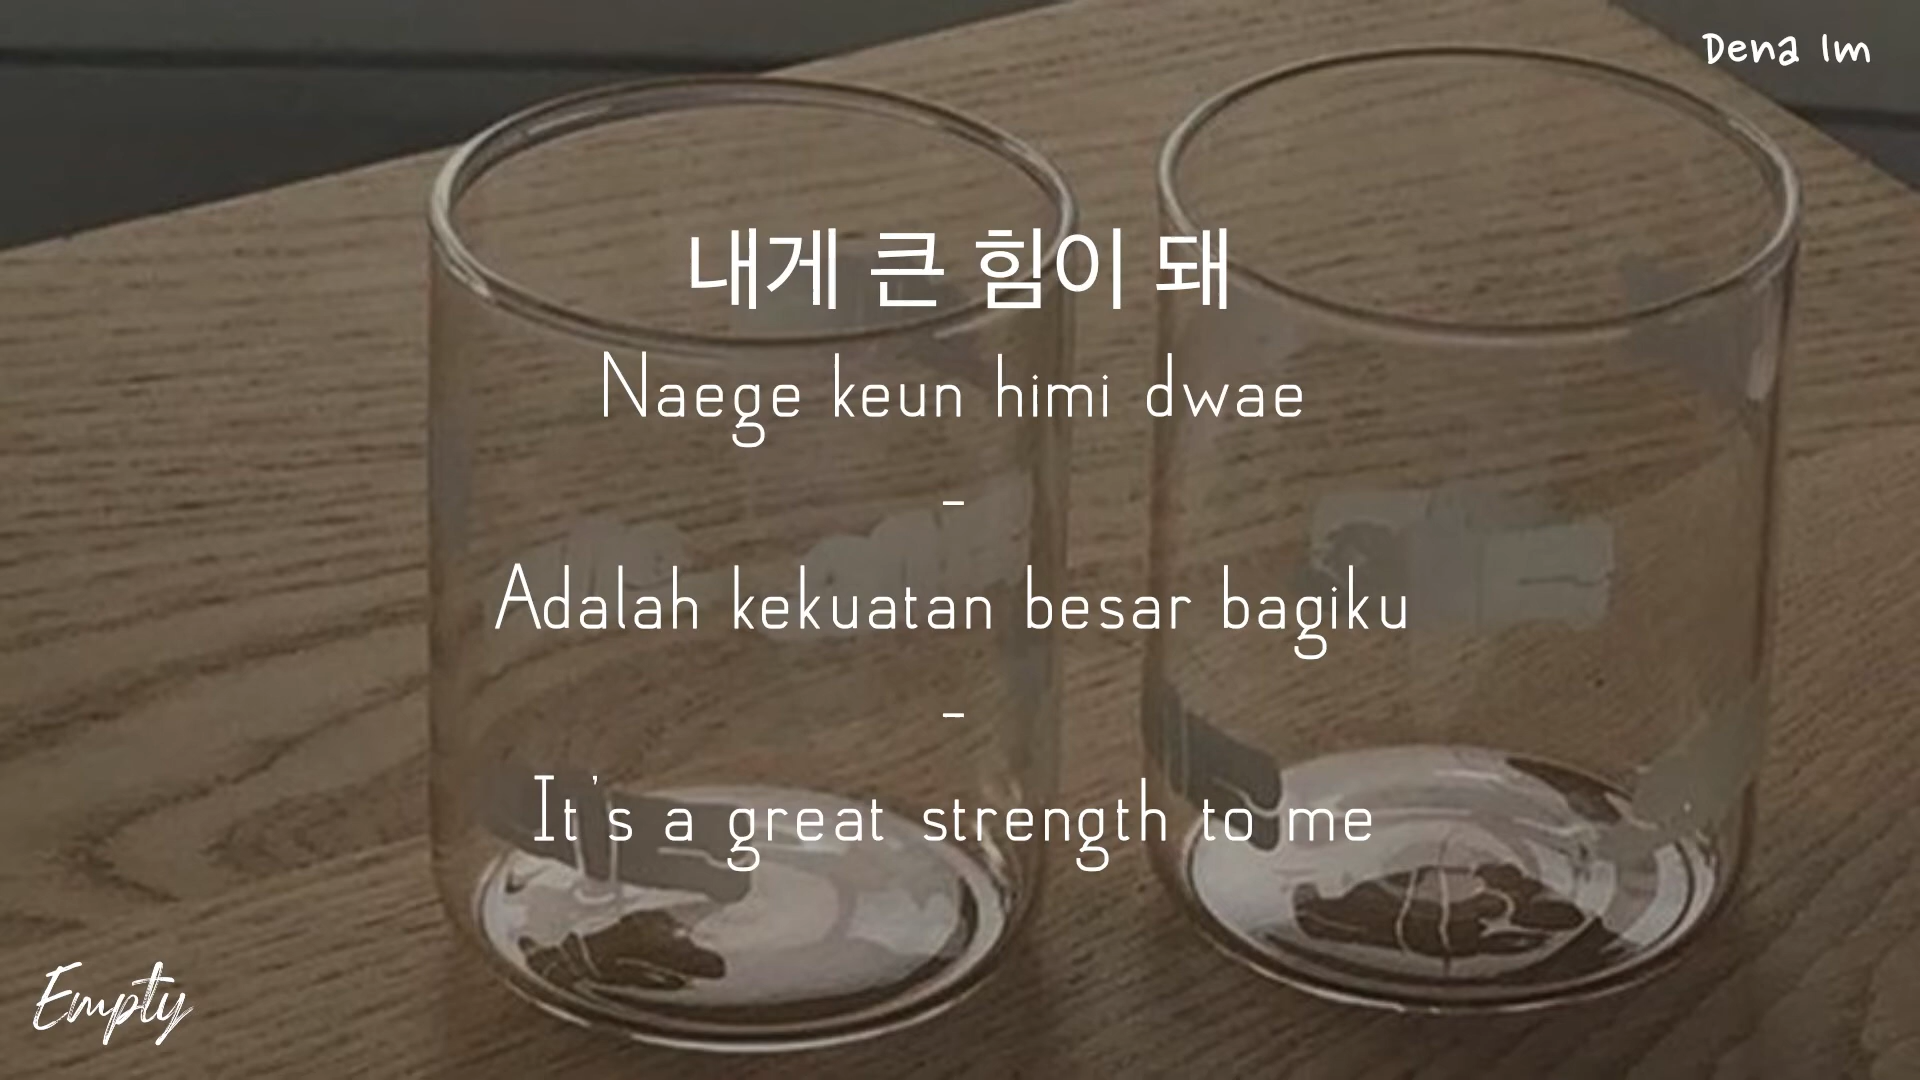 Dena Im
내게 큰 힘이 돼
Naege keun himi dwae
-
Adalah kekuatan besar bagiku
-
It's a great strength to me
Empty